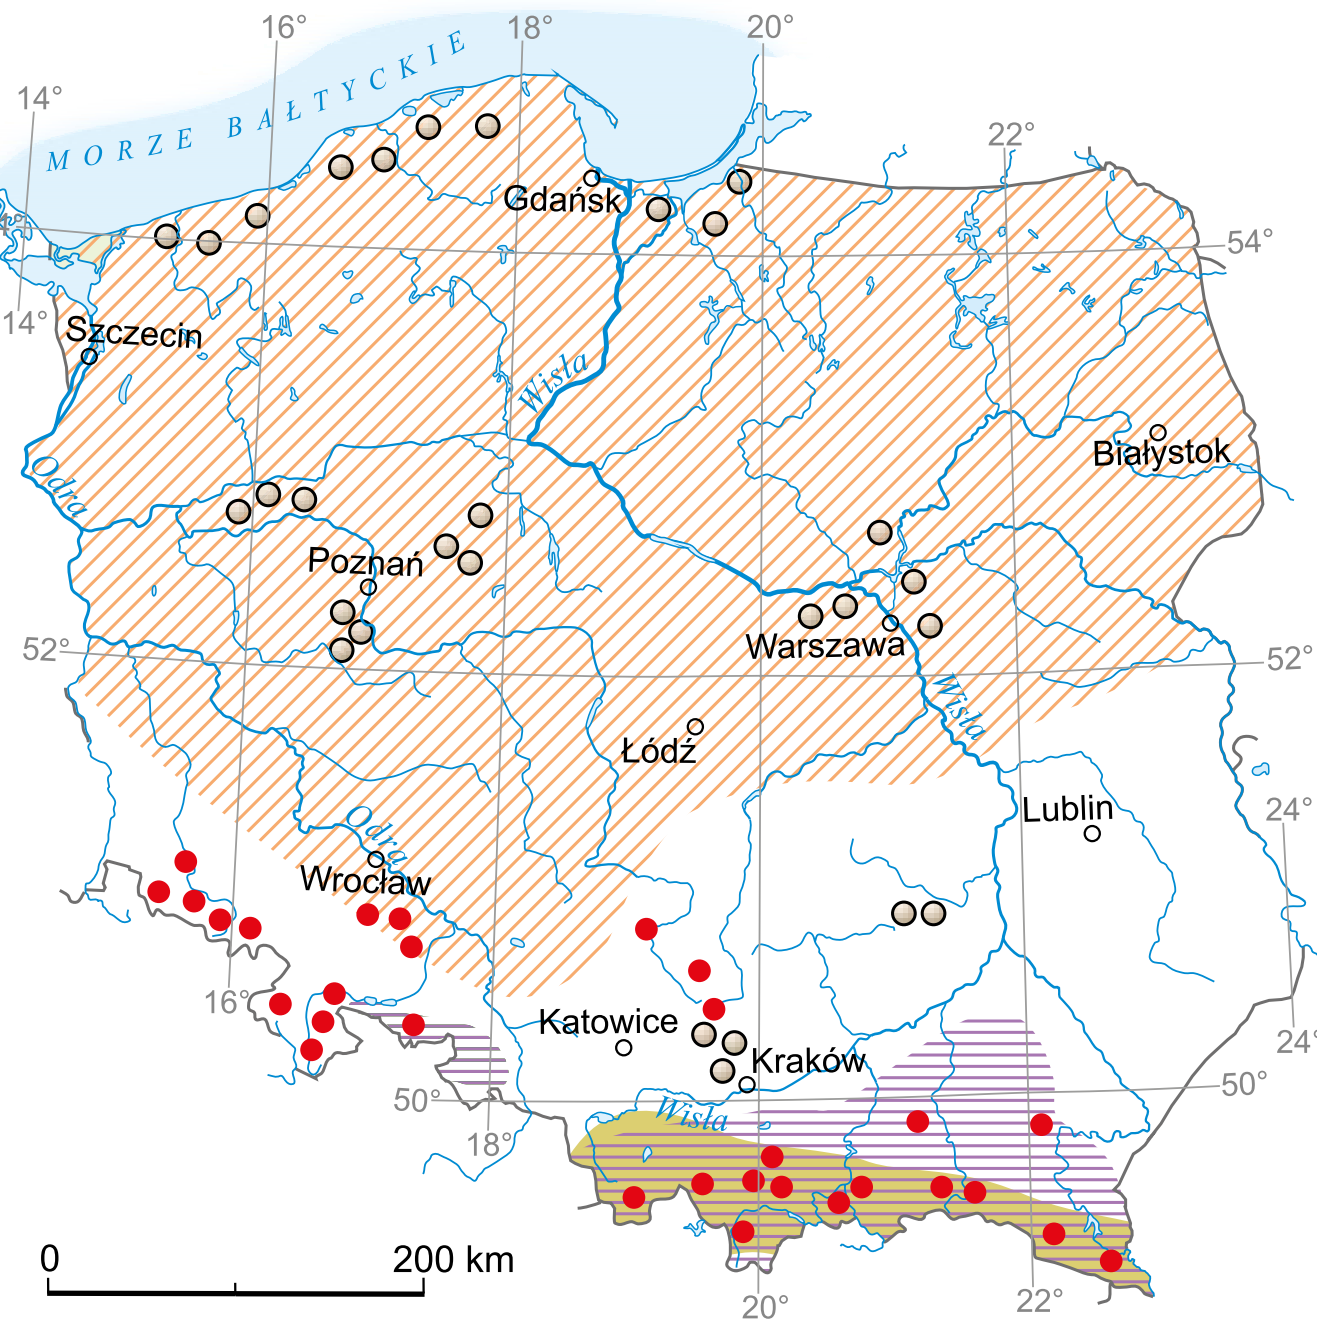 16°
18°
20°
14°
MORZE BAŁTYCKIE
22°
Gdańsk
4°
54°
14°
Szczecin
Wisła
Białystok
Odra
Poznań
52°
Warszawa
52°
Wisła
Łódź
Lublin
24°
Odra
Wrocław
16°
Katowice
24°
Kraków
50°
50°
Wisła
18°
0
200 km
20°
22°